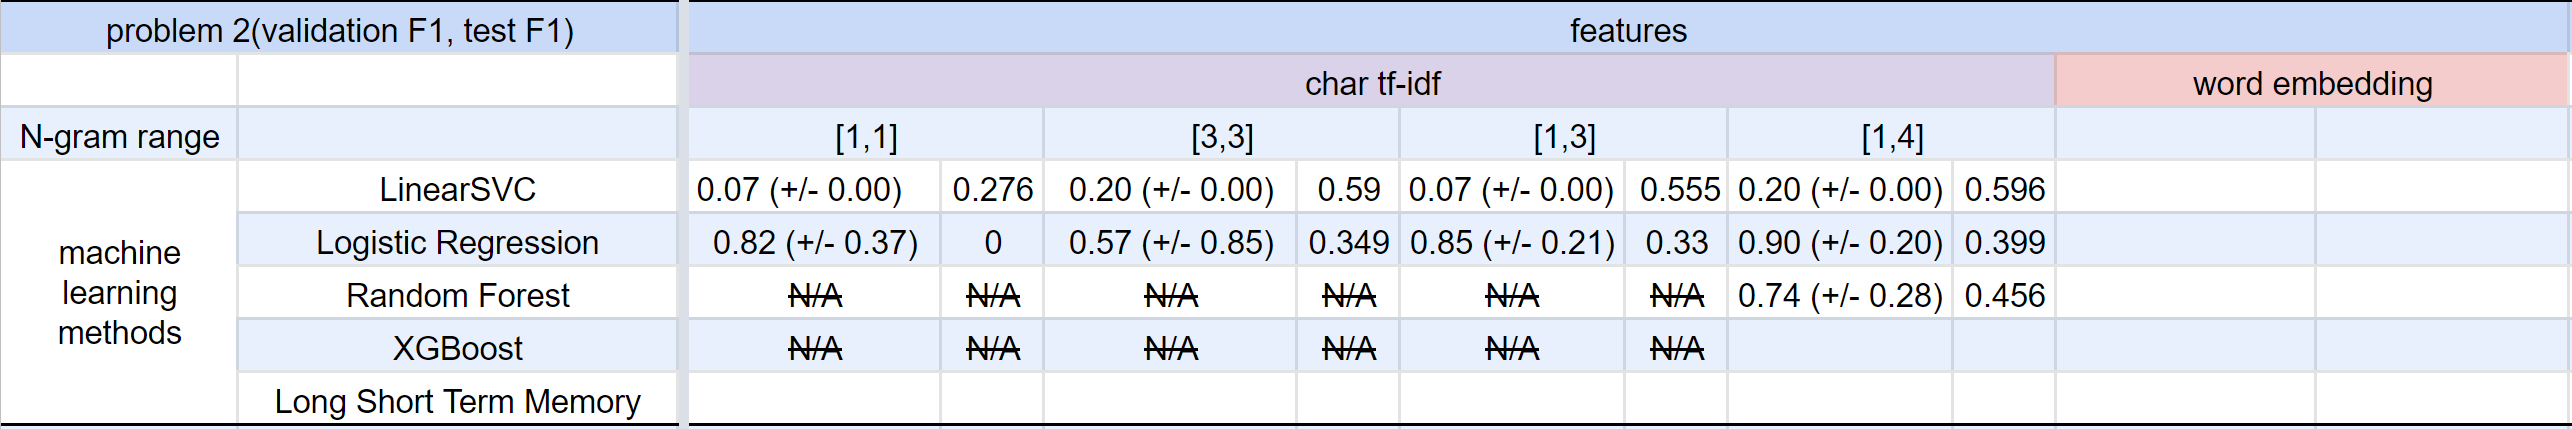 problem 2(validation F1, test F1) features
char tf-idf word embedding
N-gram range [1,1] [3,3] [1,3] [1,4]
LinearSVC 0.07 (+/- 0.00) 0.276 0.20 (+/- 0.00) 0.59 0.07 (+/- 0.00) 0.555 0.20 (+/- 0.00) 0.596
machine
learning
methods
Logistic Regression 0.82 (+/- 0.37) 0 0.57 (+/- 0.85) 0.349 0.85 (+/- 0.21) 0.33 0.90 (+/- 0.20) 0.399
Random Forest N/A N/A N/A N/A N/A N/A 0.74 (+/- 0.28) 0.456
XGBoost N/A N/A N/A N/A N/A N/A
Long Short Term Memory